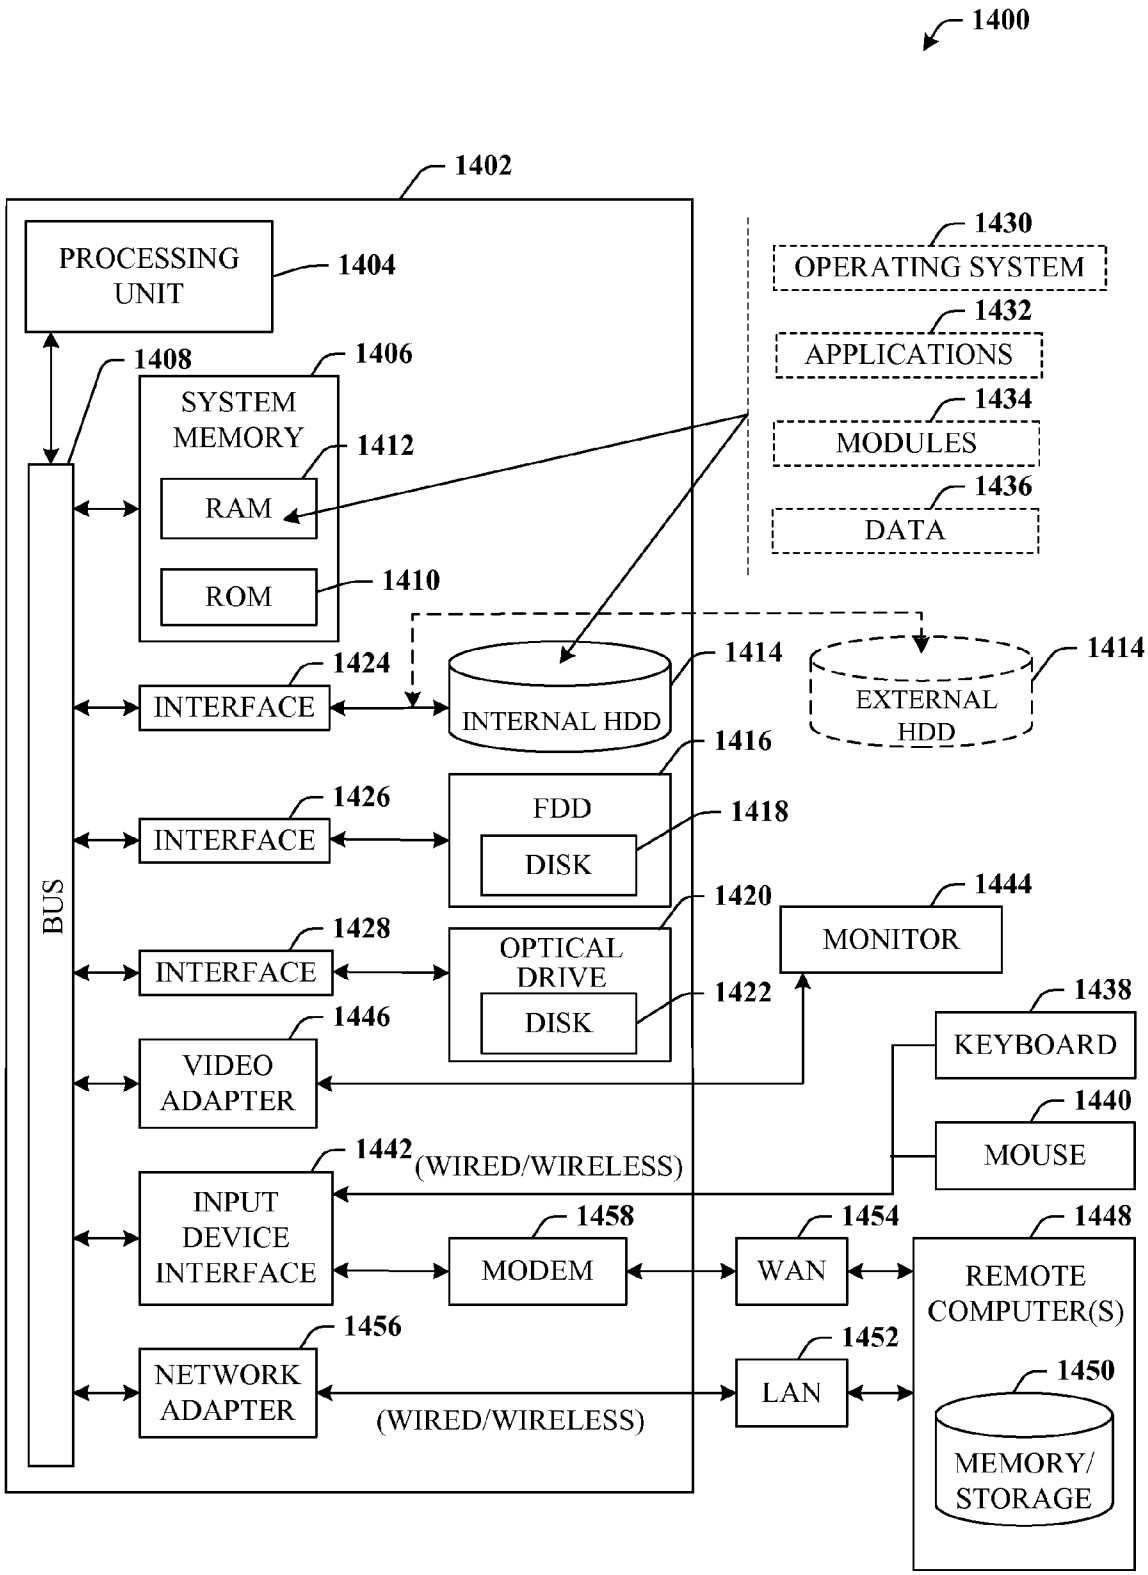 1400
1402
PROCESSING
UNIT
1404
1408
1406
SYSTEM
MEMORY
1412
RAM
1410
ROM
1430
OPERATING SYSTEM
1432
APPLICATIONS
1434
MODULES
1436
DATA
BUS
1424
INTERFACE
1414
INTERNAL HDD
1414
EXTERNAL
HDD
1426
INTERFACE
1416
FDD
1418
DISK
1428
INTERFACE
1420
OPTICAL
DRIVE
1422
DISK
1444
MONITOR
1446
VIDEO
ADAPTER
1438
KEYBOARD
1440
MOUSE
1442
(WIRED/WIRELESS)
INPUT
DEVICE
INTERFACE
1458
MODEM
1454
WAN
1448
REMOTE
COMPUTER(S)
1456
NETWORK
ADAPTER
(WIRED/WIRELESS)
1452
LAN
1450
MEMORY/
STORAGE